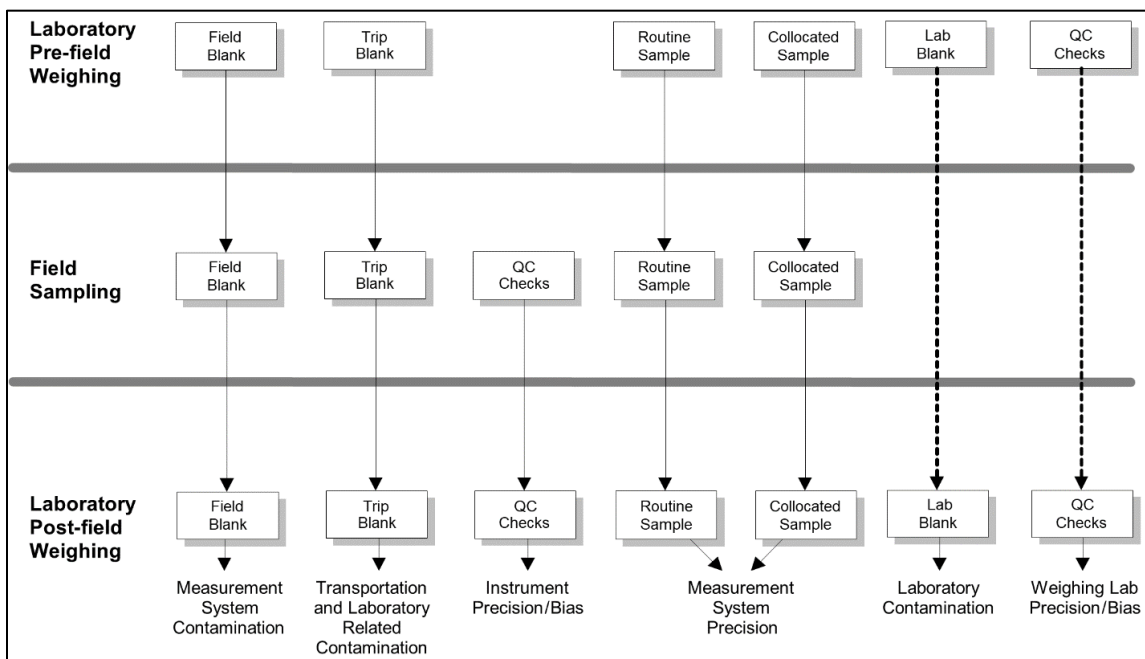 Laboratory
Pre-field
Weighing
Field
Blank
Trip
Blank
Routine
Sample
Collocated
Sample
Lab
Blank
QC
Checks
Field
Sampling
Field
Blank
Trip
Blank
QC
Checks
Routine
Sample
Collocated
Sample
Laboratory
Post-field
Weighing
Field
Blank
Trip
Blank
QC
Checks
Routine
Sample
Collocated
Sample
Lab
Blank
QC
Checks
Measurement
System
Contamination
Transportation
and Laboratory
Related
Contamination
Instrument
Precision/Bias
Measurement
System
Precision
Laboratory
Contamination
Weighing Lab
Precision/Bias